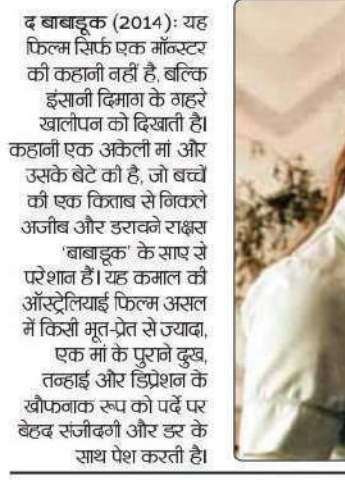 द बाबाडूक (2014): यह
फिल्म सिर्फ एक मॉन्स्टर
की कहानी नहीं है, बल्कि
इंसानी दिमाग के गहरे
खालीपन को दिखाती है।
कहानी एक अकेली मां और
उसके बेटे की है, जो बच्चों
की एक किताब से निकले
अजीब और डरावने राक्षस
'बाबाडूक' के साए से
परेशान हैं। यह कमाल की
ऑस्ट्रेलियाई फिल्म असल
में किसी भूत-प्रेत से ज्यादा,
एक मां के पुराने दुख,
तन्हाई और डिप्रेशन के
खौफनाक रूप को पर्दे पर
बेहद संजीदगी और डर के
साथ पेश करती है।